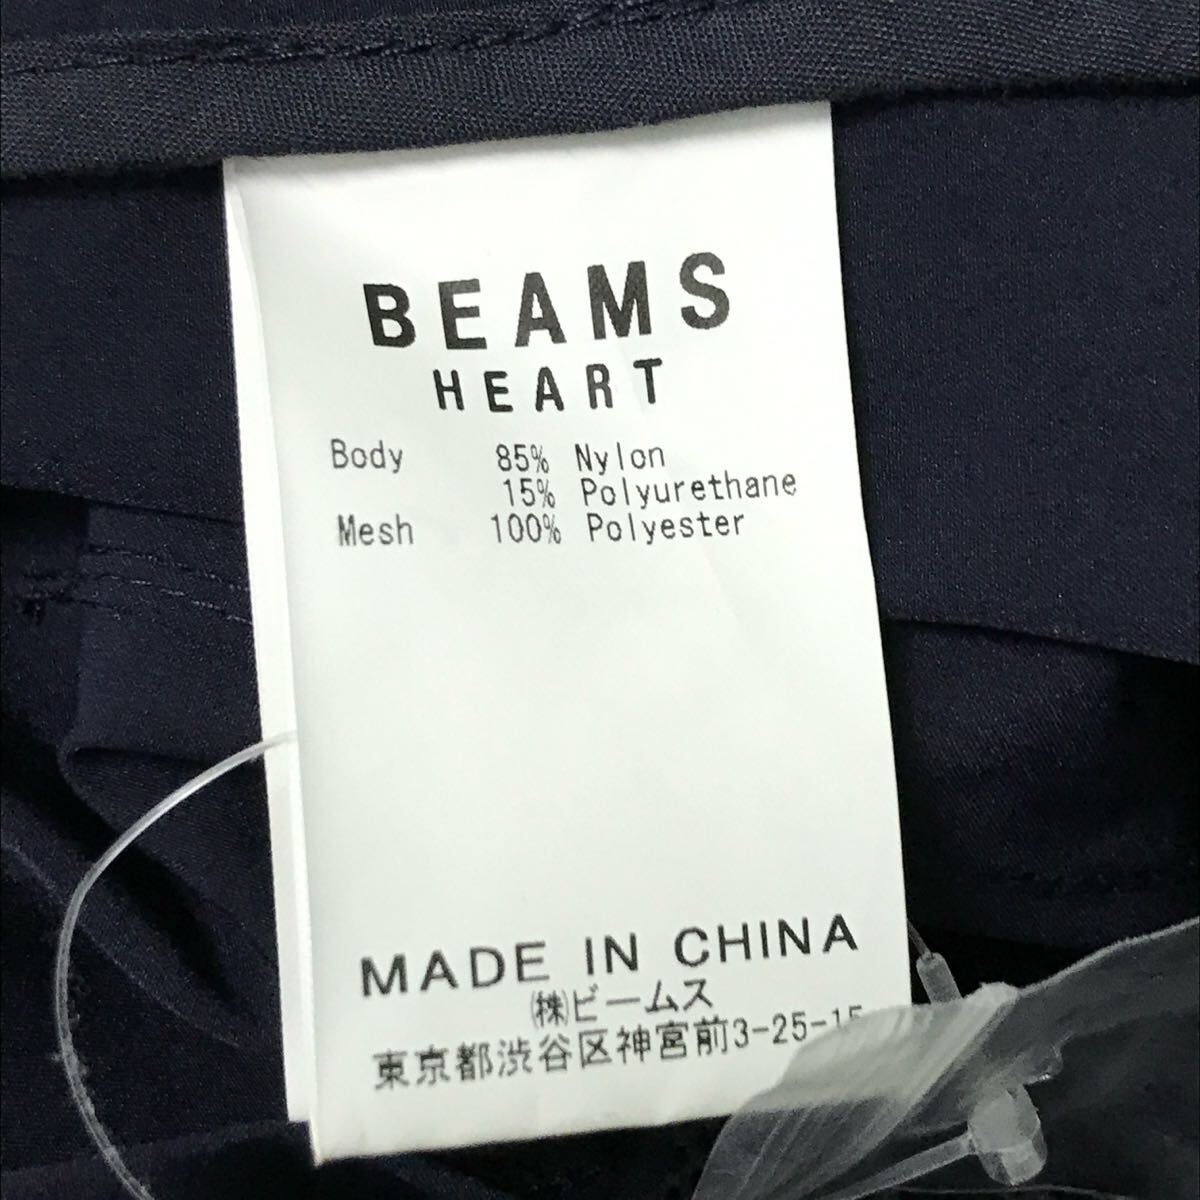 BEAMS
HEART
Body 85% Nylon
15% Polyurethane
Mesh 100% Polyester
MADE IN CHINA
㈱ビームス
東京都渋谷区神宮前3-25-15